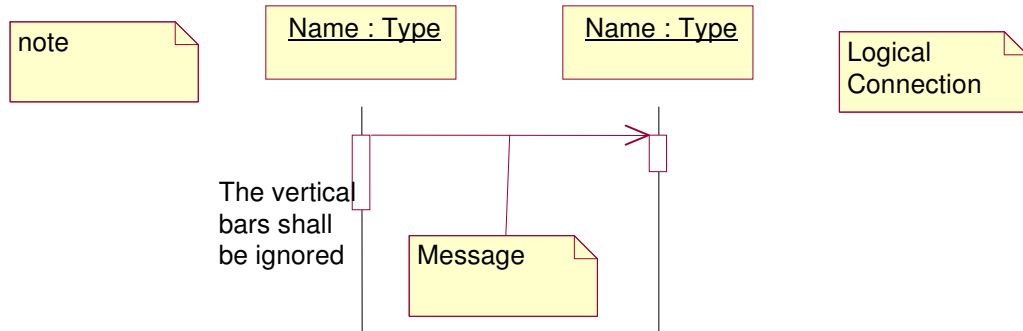 note
Name : Type
Name : Type
Logical
Connection
The vertical
bars shall
be ignored
Message